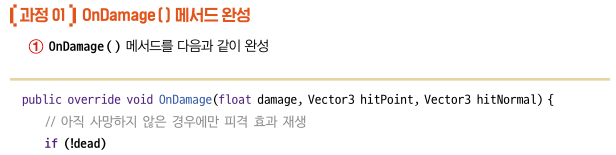 [과정 01] OnDamage() 메서드 완성
① OnDamage() 메서드를 다음과 같이 완성
public override void OnDamage(float damage, Vector3 hitPoint, Vector3 hitNormal) {
// 아직 사망하지 않은 경우에만 피격 효과 재생
if (!dead)